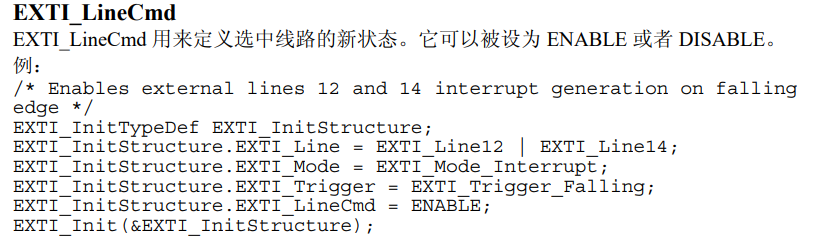 EXTI_LineCmd
EXTI_LineCmd 用来定义选中线路的新状态。它可以被设为 ENABLE 或者 DISABLE。
例：
/* Enables external lines 12 and 14 interrupt generation on falling
edge */
EXTI_InitTypeDef EXTI_InitStructure;
EXTI_InitStructure.EXTI_Line = EXTI_Line12 | EXTI_Line14;
EXTI_InitStructure.EXTI_Mode = EXTI_Mode_Interrupt;
EXTI_InitStructure.EXTI_Trigger = EXTI_Trigger_Falling;
EXTI_InitStructure.EXTI_LineCmd = ENABLE;
EXTI_Init(&EXTI_InitStructure);